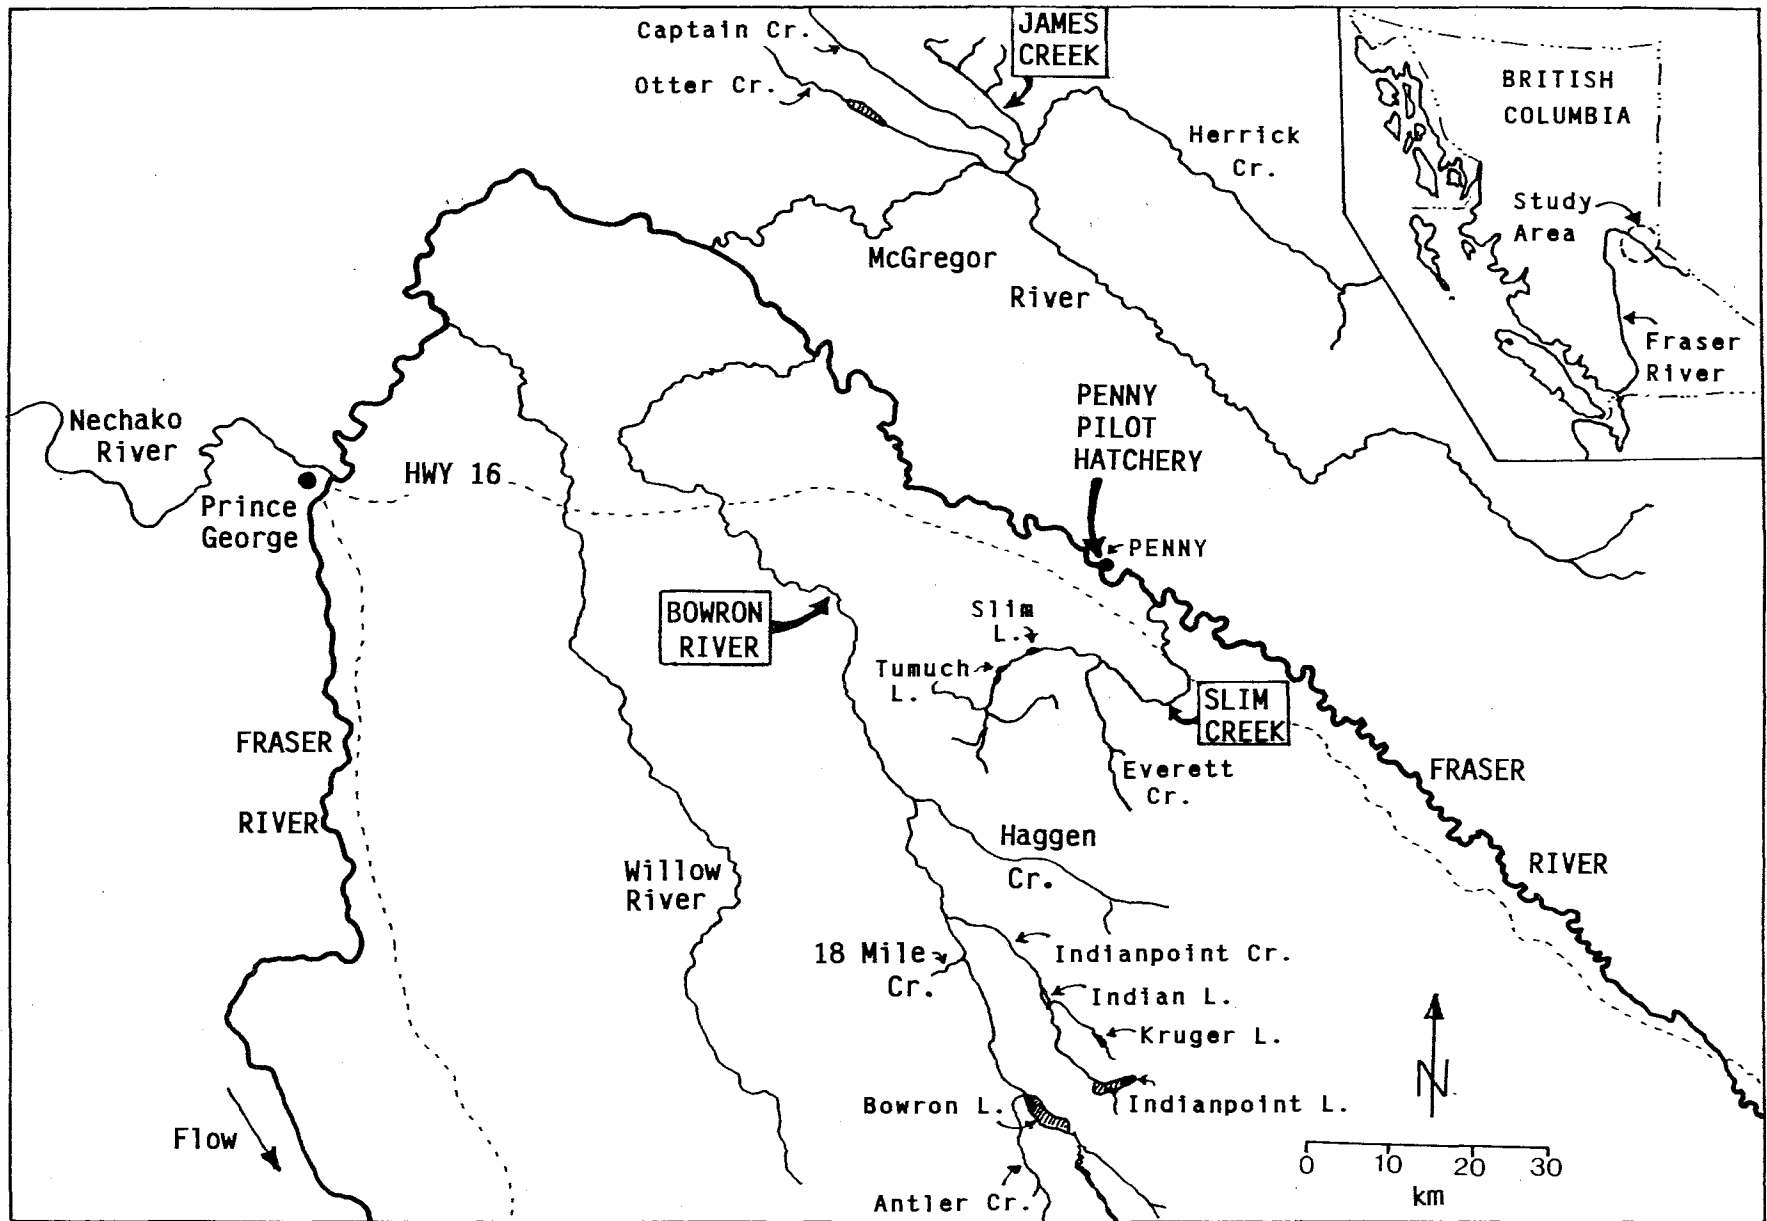 Captain Cr.
Otter Cr.
JAMES
CREEK
BRITISH
COLUMBIA
Herrick
Cr.
Study
Area
McGregor
River
Fraser
River
PENNY
PILOT
HATCHERY
Nechako
River
HWY 16
Prince
George
PENNY
BOWRON
RIVER
Slim
L.
Tumuch
L.
SLIM
CREEK
FRASER
RIVER
Everett
Cr.
FRASER
RIVER
Haggen
Cr.
Willow
River
18 Mile
Cr.
Indianpoint Cr.
Indian L.
Kruger L.
N
Bowron L.
Indianpoint L.
Flow
Antler Cr.
0 10 20 30
km